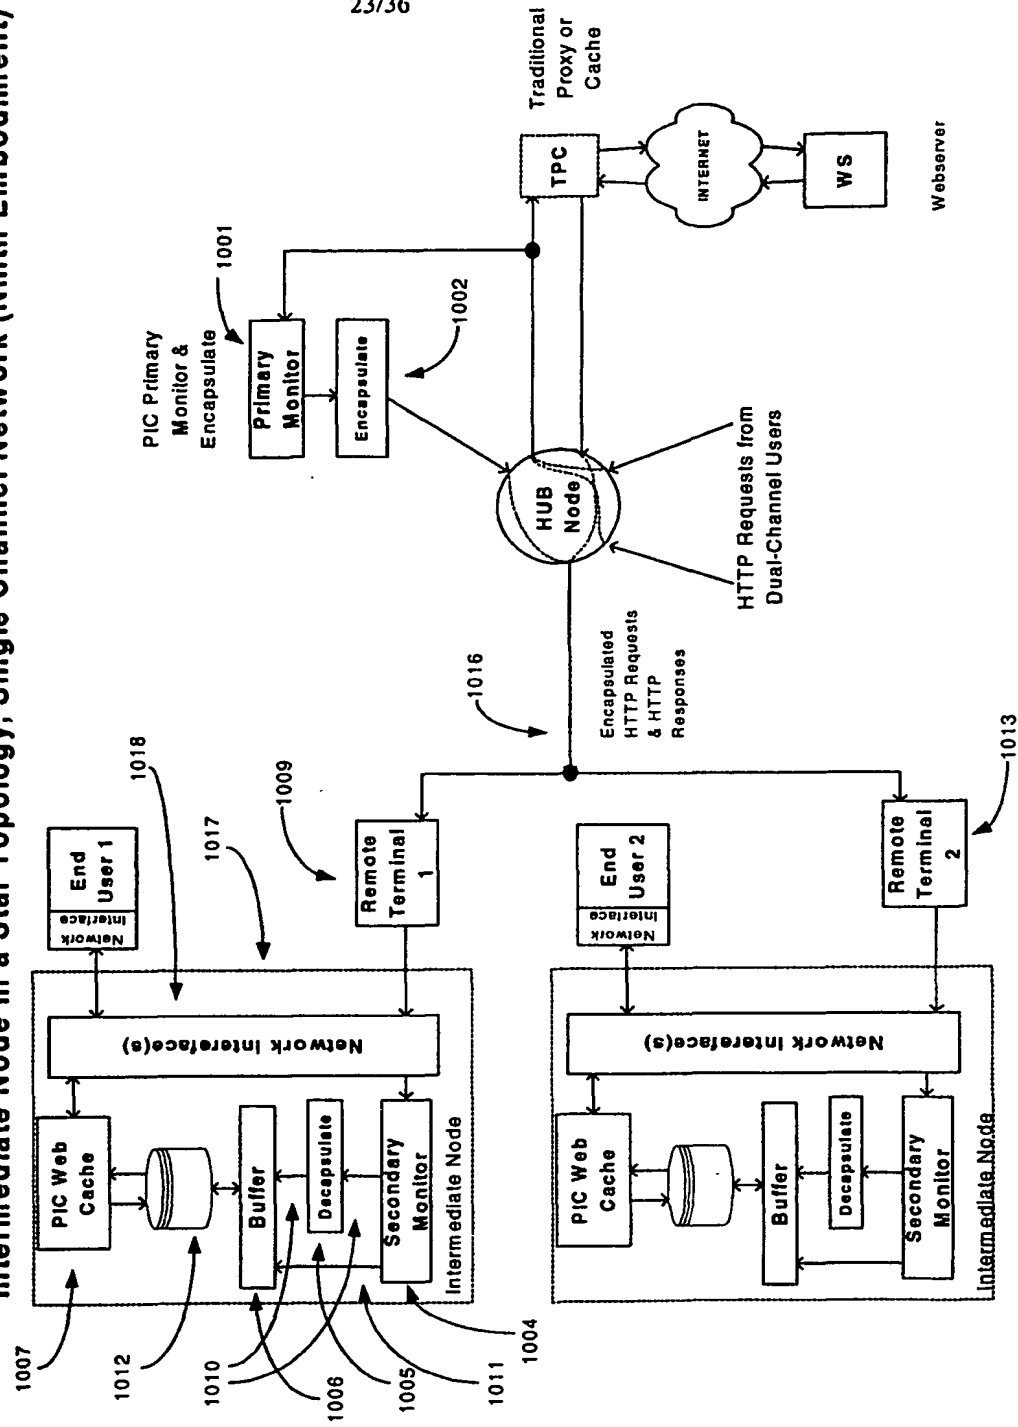 23/36
Intermediate Node in a Star Topology, Single Channel Network (Ninth Embodiment)
1007
1012
1010
1006
1005
1011
1004
PIC Web
Cache
Buffer
Decapsulate
Secondary
Monitor
Intermediate Node
Network Intereface(s)
1018
1017
Network
Interface
End
User 1
1009
Remote
Terminal
1
PIC Web
Cache
Buffer
Decapsulate
Secondary
Monitor
Intermediate Node
Network Intereface(s)
Network
Interface
End
User 2
Remote
Terminal
2
1013
1016
Encapsulated
HTTP Requests
& HTTP
Responses
HUB
Node
HTTP Requests from
Dual-Channel Users
PIC Primary
Monitor &
Encapsulate
1001
Primary
Monitor
Encapsulate
1002
TPC
Traditional
Proxy or
Cache
INTERNET
WS
Webserver